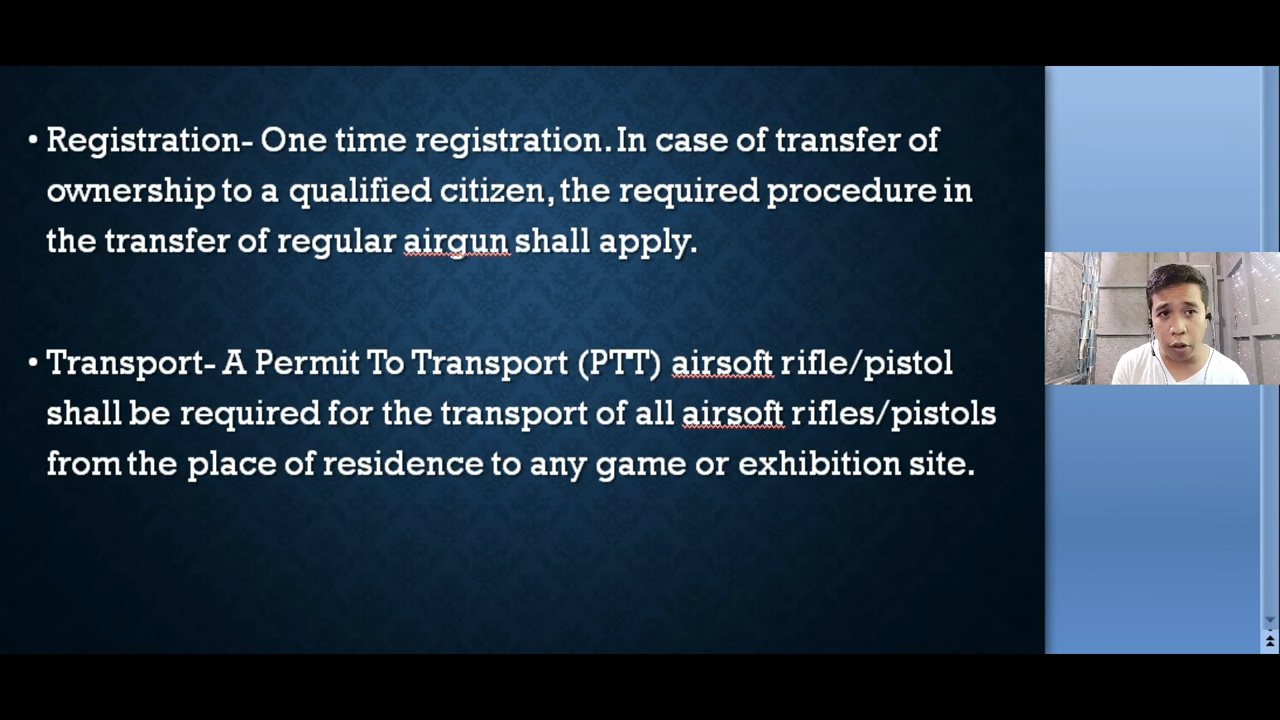 • Registration- One time registration. In case of transfer of
ownership to a qualified citizen, the required procedure in
the transfer of regular airgun shall apply.
• Transport- A Permit To Transport (PTT) airsoft rifle/pistol
shall be required for the transport of all airsoft rifles/pistols
from the place of residence to any game or exhibition site.